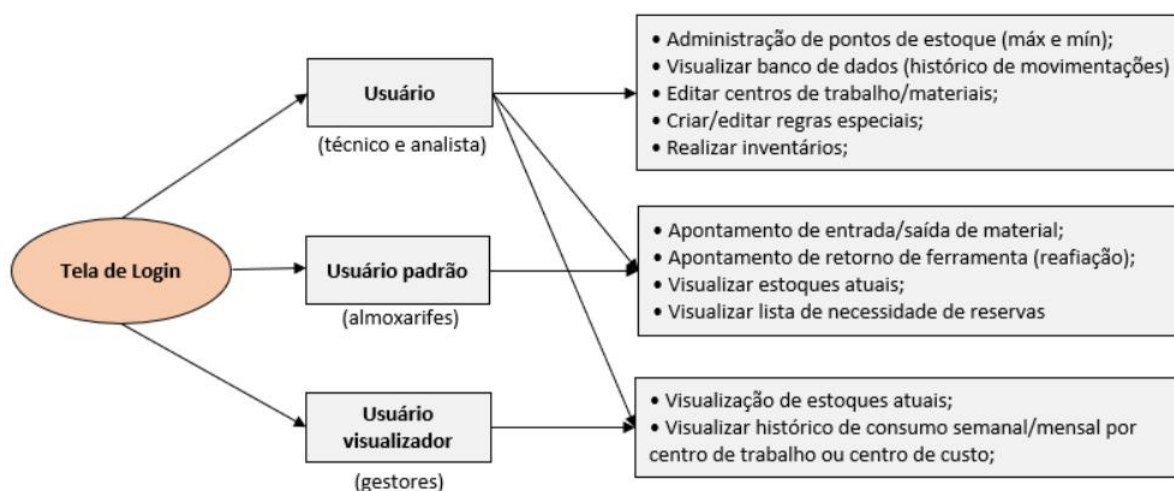 Tela de Login
Usuário
(técnico e analista)
Usuário padrão
(almoxarifes)
Usuário
visualizador
(gestores)
• Administração de pontos de estoque (máx e mín);
• Visualizar banco de dados (histórico de movimentações)
• Editar centros de trabalho/materiais;
• Criar/editar regras especiais;
• Realizar inventários;
• Apontamento de entrada/saída de material;
• Apontamento de retorno de ferramenta (reafiação);
• Visualizar estoques atuais;
• Visualizar lista de necessidade de reservas
• Visualização de estoques atuais;
• Visualizar histórico de consumo semanal/mensal por
centro de trabalho ou centro de custo;